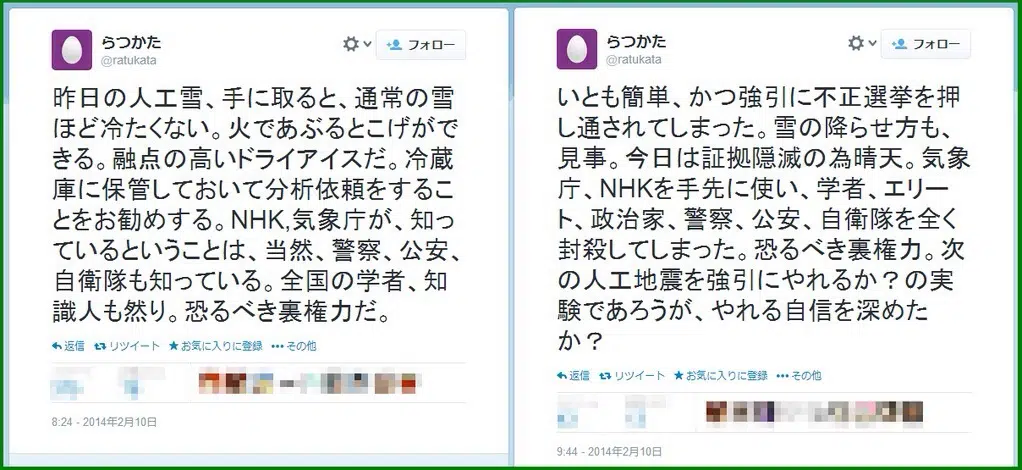 らつかた
@ratukata
フォロー
昨日の人工雪、手に取ると、通常の雪
ほど冷たくない。火であぶるとこげがで
きる。融点の高いドライアイスだ。冷蔵
庫に保管しておいて分析依頼をするこ
とをお勧めする。NHK,気象庁が、知っ
ているということは、当然、警察、公安、
自衛隊も知っている。全国の学者、知
識人も然り。恐るべき裏権力だ。
返信 リツイート お気に入りに登録 その他
8:24 - 2014年2月10日
らつかた
@ratukata
フォロー
いとも簡単、かつ強引に不正選挙を押
し通されてしまった。雪の降らせ方も、
見事。今日は証拠隠滅の為晴天。気象
庁、NHKを手先に使い、学者、エリー
ト、政治家、警察、公安、自衛隊を全く
封殺してしまった。恐るべき裏権力。次
の人工地震を強引にやれるか？の実
験であろうが、やれる自信を深めた
か？
返信 リツイート お気に入りに登録 その他
9:44 - 2014年2月10日